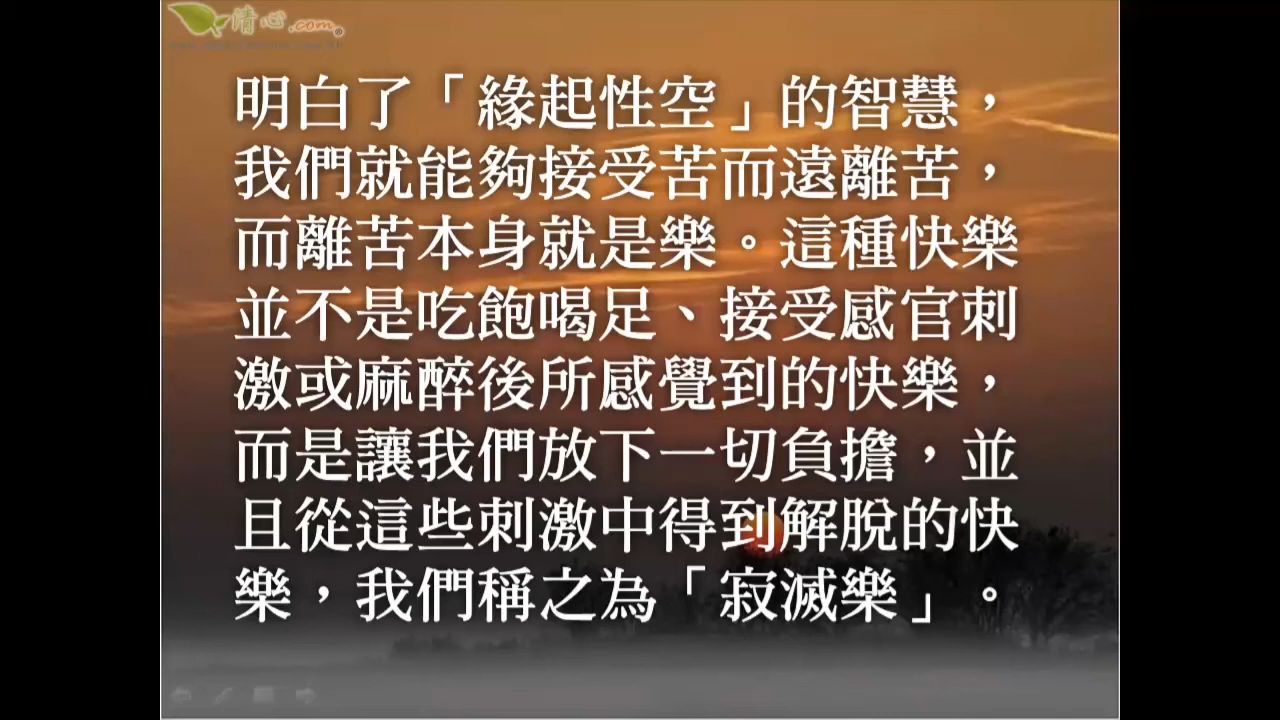 清心.com
明白了「緣起性空」的智慧，
我們就能夠接受苦而遠離苦，
而離苦本身就是樂。這種快樂
並不是吃飽喝足、接受感官刺
激或麻醉後所感覺到的快樂，
而是讓我們放下一切負擔，並
且從這些刺激中得到解脫的快
樂，我們稱之為「寂滅樂」。